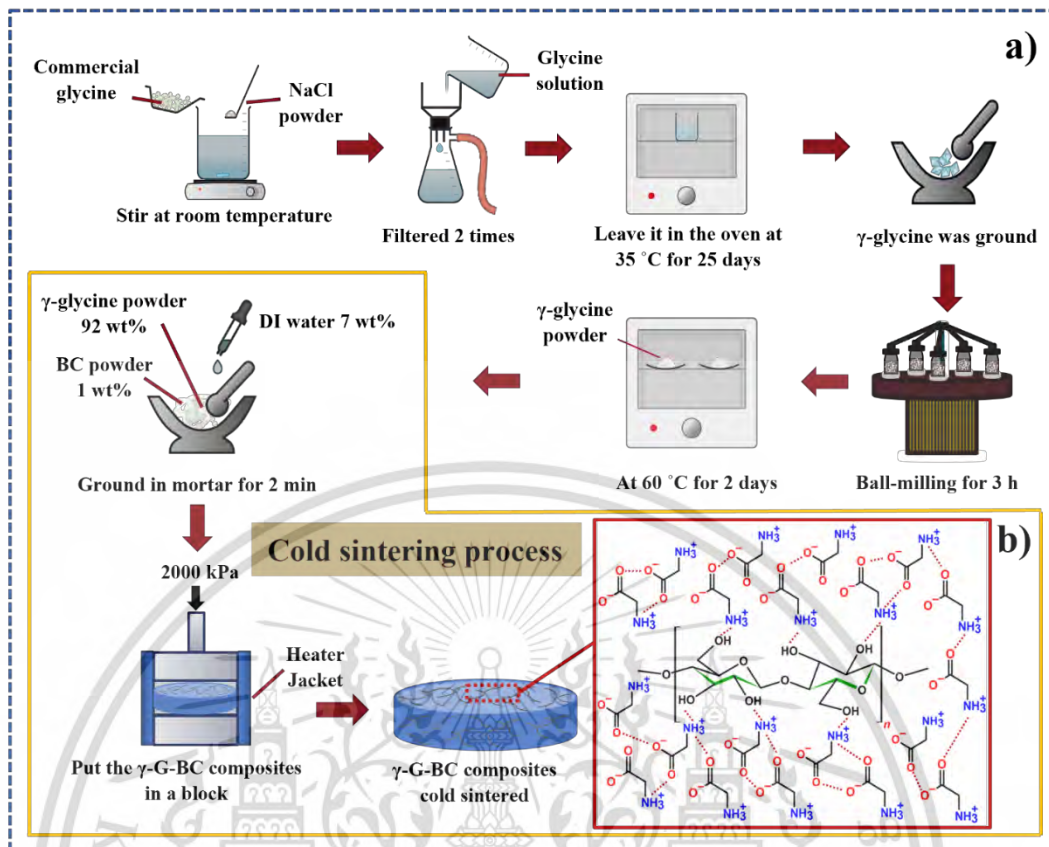 a)
Commercial
glycine
NaCl
powder
Stir at room temperature
Glycine
solution
Filtered 2 times
Leave it in the oven at
35 °C for 25 days
γ-glycine was ground
Ball-milling for 3 h
γ-glycine
powder
At 60 °C for 2 days
γ-glycine powder
92 wt%
DI water 7 wt%
BC powder
1 wt%
Ground in mortar for 2 min
Cold sintering process
2000 kPa
Heater
Jacket
Put the γ-G-BC composites
in a block
γ-G-BC composites
cold sintered
b)